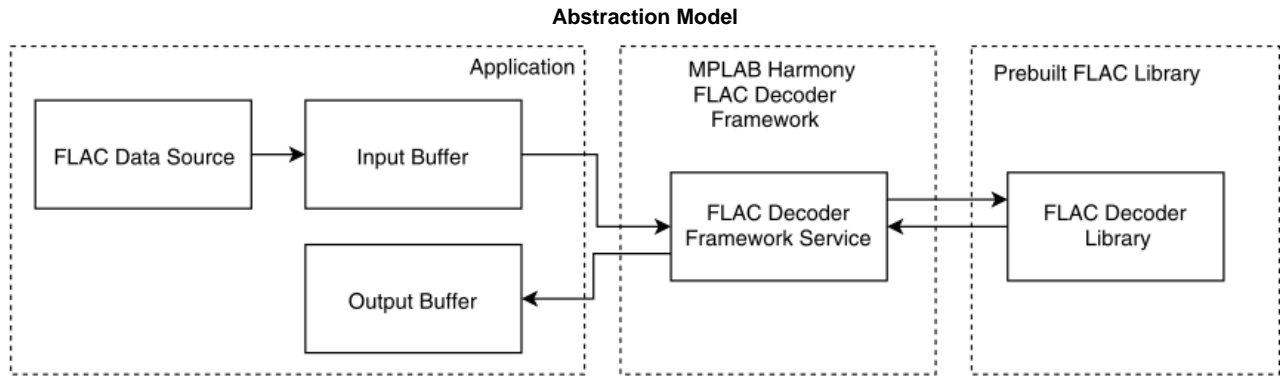 Abstraction Model
Application
FLAC Data Source
Input Buffer
Output Buffer
MPLAB Harmony
FLAC Decoder
Framework
FLAC Decoder
Framework Service
Prebuilt FLAC Library
FLAC Decoder
Library